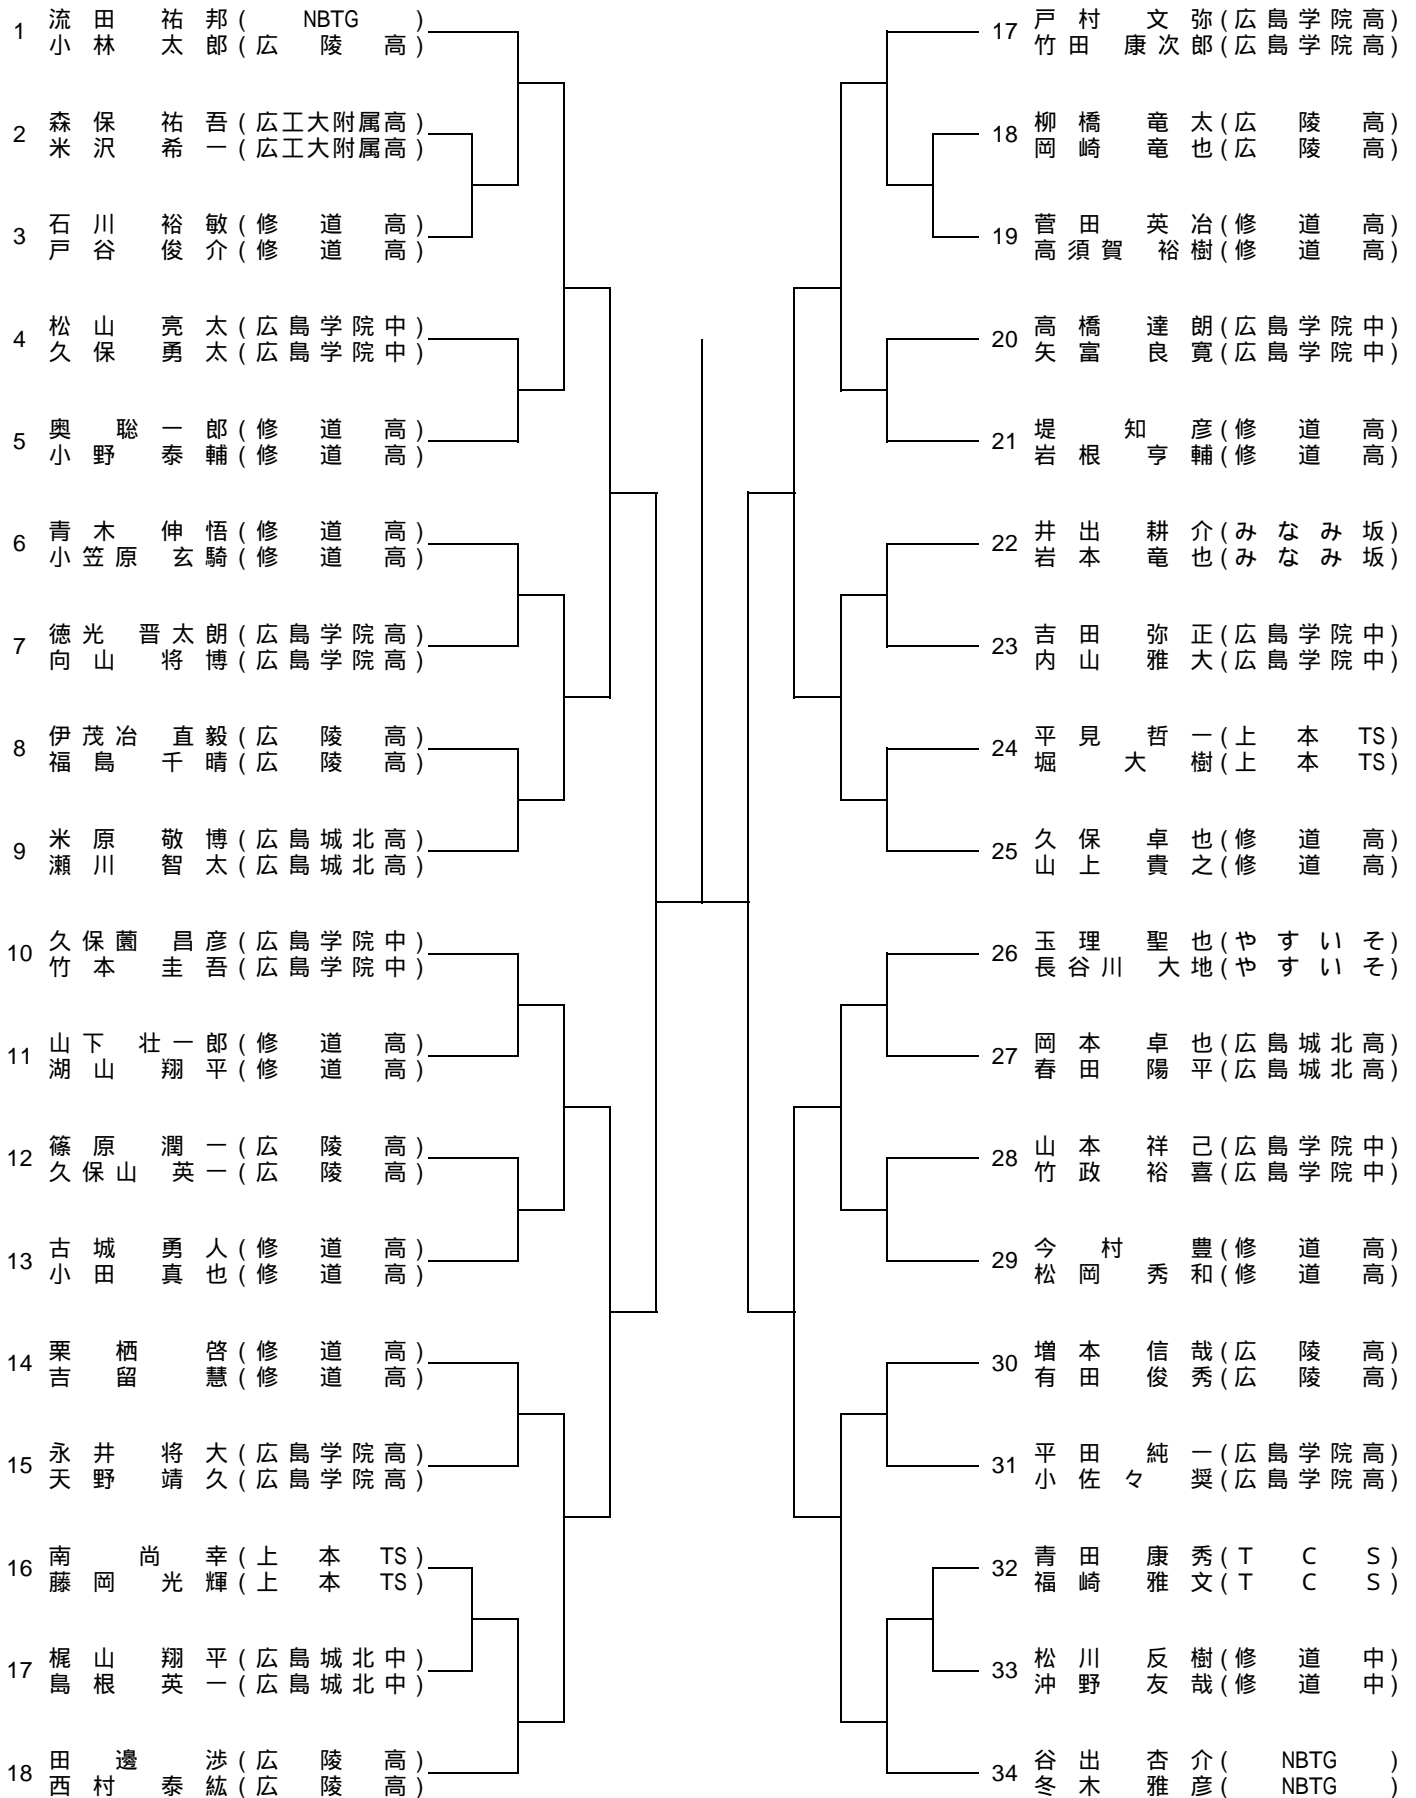 1 流田 祐邦(NBTG)
小林 太郎(広陵高)
2 森保 祐吾(広工大附属高)
米沢 希一(広工大附属高)
3 石川 裕敏(修道高)
戸谷 俊介(修道高)
4 松山 亮太(広島学院中)
久保 勇太(広島学院中)
5 奥 聡一郎(修道高)
小野 泰輔(修道高)
6 青木 伸悟(修道高)
小笠原 玄騎(修道高)
7 徳光 晋太朗(広島学院高)
向山 将博(広島学院高)
8 伊茂冶 直毅(広陵高)
福島 千晴(広陵高)
9 米原 敬博(広島城北高)
瀬川 智太(広島城北高)
10 久保薗 昌彦(広島学院中)
竹本 圭吾(広島学院中)
11 山下 壮一郎(修道高)
湖山 翔平(修道高)
12 篠原 潤一(広陵高)
久保山 英一(広陵高)
13 古城 勇人(修道高)
小田 真也(修道高)
14 栗栖 啓(修道高)
吉留 慧(修道高)
15 永井 将大(広島学院高)
天野 靖久(広島学院高)
16 南 尚幸(上本TS)
藤岡 光輝(上本TS)
17 梶山 翔平(広島城北中)
島根 英一(広島城北中)
18 田邊 渉(広陵高)
西村 泰紘(広陵高)
17 戸村 文弥(広島学院高)
竹田 康次郎(広島学院高)
18 柳橋 竜太(広陵高)
岡崎 竜也(広陵高)
19 菅田 英冶(修道高)
高須賀 裕樹(修道高)
20 高橋 達朗(広島学院中)
矢富 良寛(広島学院中)
21 堤 知彦(修道高)
岩根 亨輔(修道高)
22 井出 耕介(みなみ坂)
岩本 竜也(みなみ坂)
23 吉田 弥正(広島学院中)
内山 雅大(広島学院中)
24 平見 哲一(上本TS)
堀 大樹(上本TS)
25 久保 卓也(修道高)
山上 貴之(修道高)
26 玉理 聖也(やすいそ)
長谷川 大地(やすいそ)
27 岡本 卓也(広島城北高)
春田 陽平(広島城北高)
28 山本 祥己(広島学院中)
竹政 裕喜(広島学院中)
29 今村 豊(修道高)
松岡 秀和(修道高)
30 増本 信哉(広陵高)
有田 俊秀(広陵高)
31 平田 純一(広島学院高)
小佐々 奨(広島学院高)
32 青田 康秀(TCS)
福崎 雅文(TCS)
33 松川 反樹(修道中)
沖野 友哉(修道中)
34 谷出 杏介(NBTG)
冬木 雅彦(NBTG)